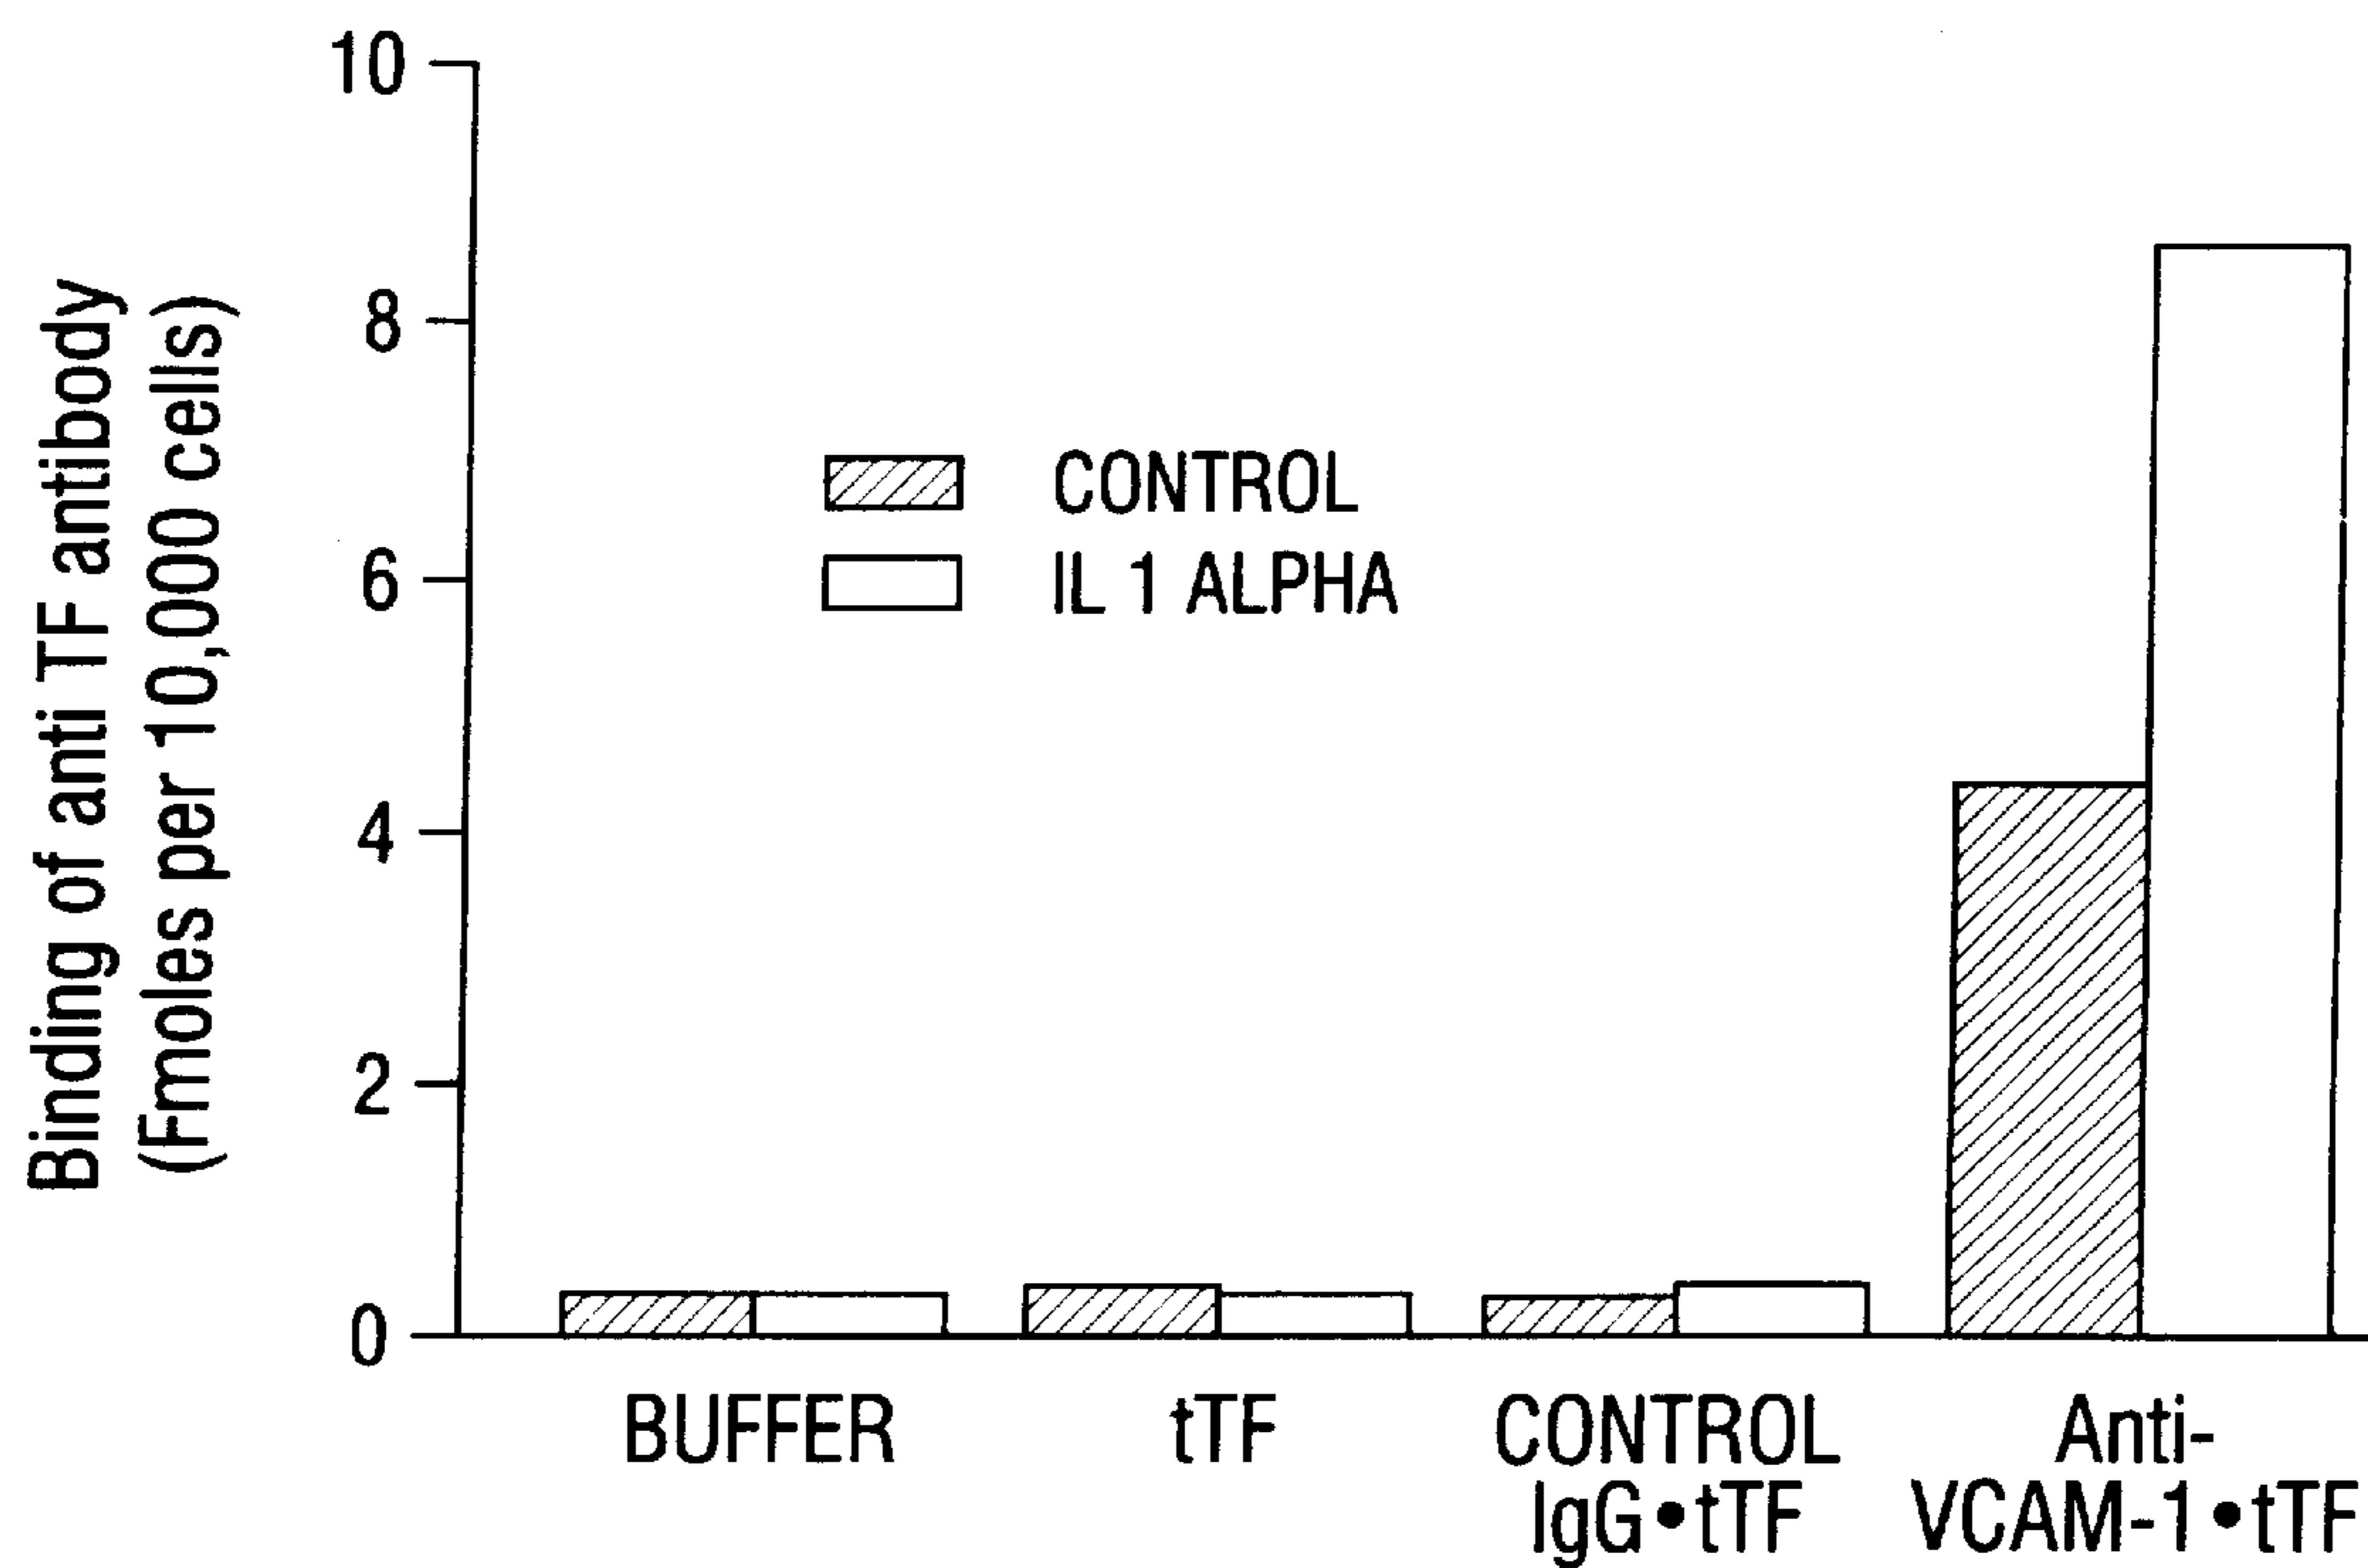 Binding of anti TF antibody
(Fmoles per 10,000 cells)
10
8
6
4
2
0
CONTROL
IL 1 ALPHA
BUFFER
tTF
CONTROL
IgG•tTF
Anti-
VCAM-1•tTF